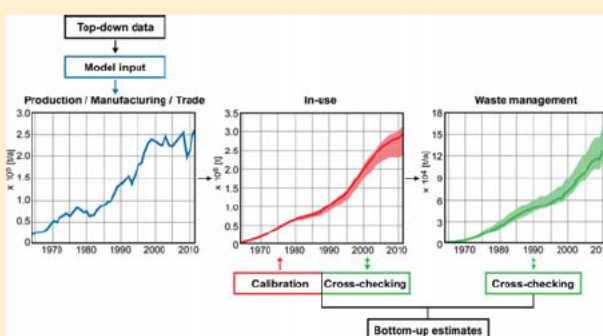 Top-down data
Model input
Production / Manufacturing / Trade
In-use
Waste management
3.0
2.5
2.0
1.5
1.0
0.5
0
x 10⁵ [t/a]
1970 1980 1990 2000 2010
3.5
3.0
2.5
2.0
1.5
1.0
0.5
0
x 10⁶ [t]
1970 1980 1990 2000 2010
18
15
12
9
6
3
0
x 10⁴ [t/a]
1970 1980 1990 2000
Calibration
Cross-checking
Cross-checking
Bottom-up estimates